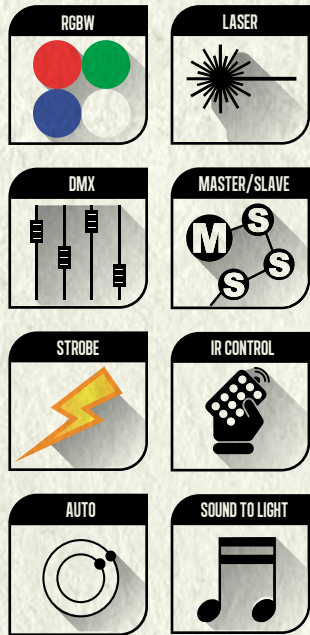 RGBW
LASER
DMX
MASTER/SLAVE
M
S
S
S
STROBE
IR CONTROL
AUTO
SOUND TO LIGHT